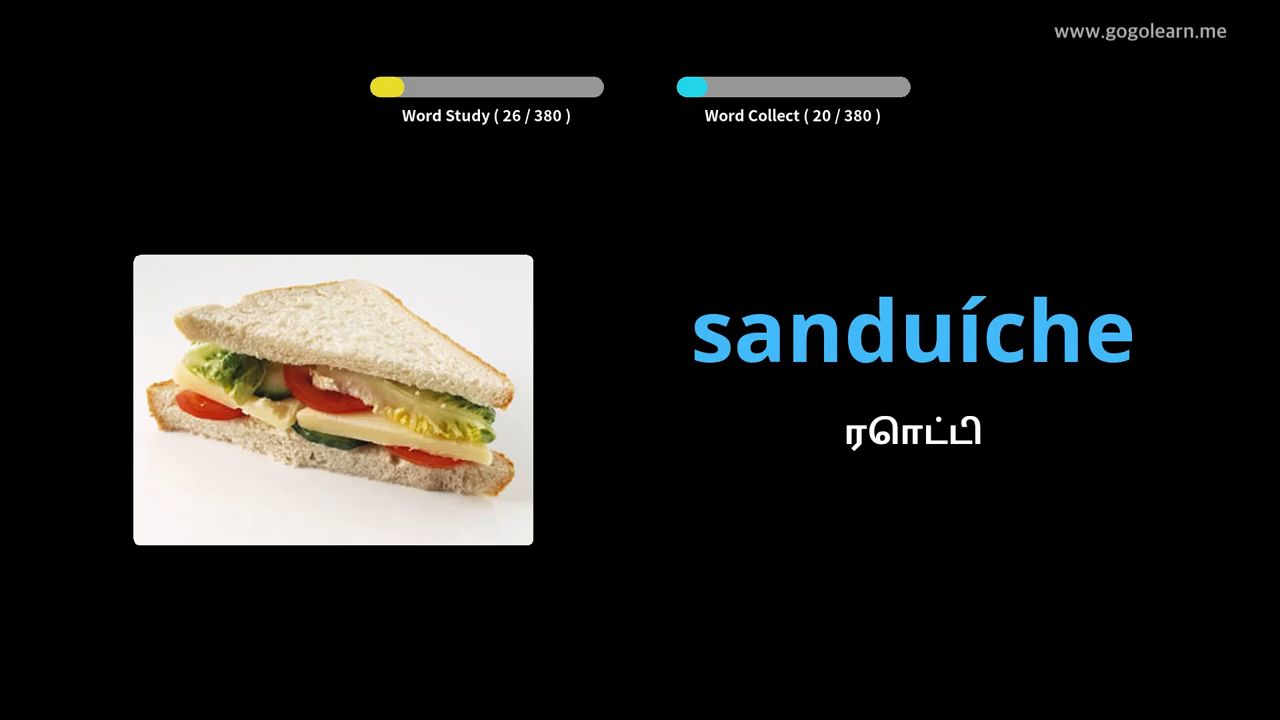 www.gogolearn.me
Word Study ( 26 / 380 )
Word Collect ( 20 / 380 )
sanduíche
ரொட்டி